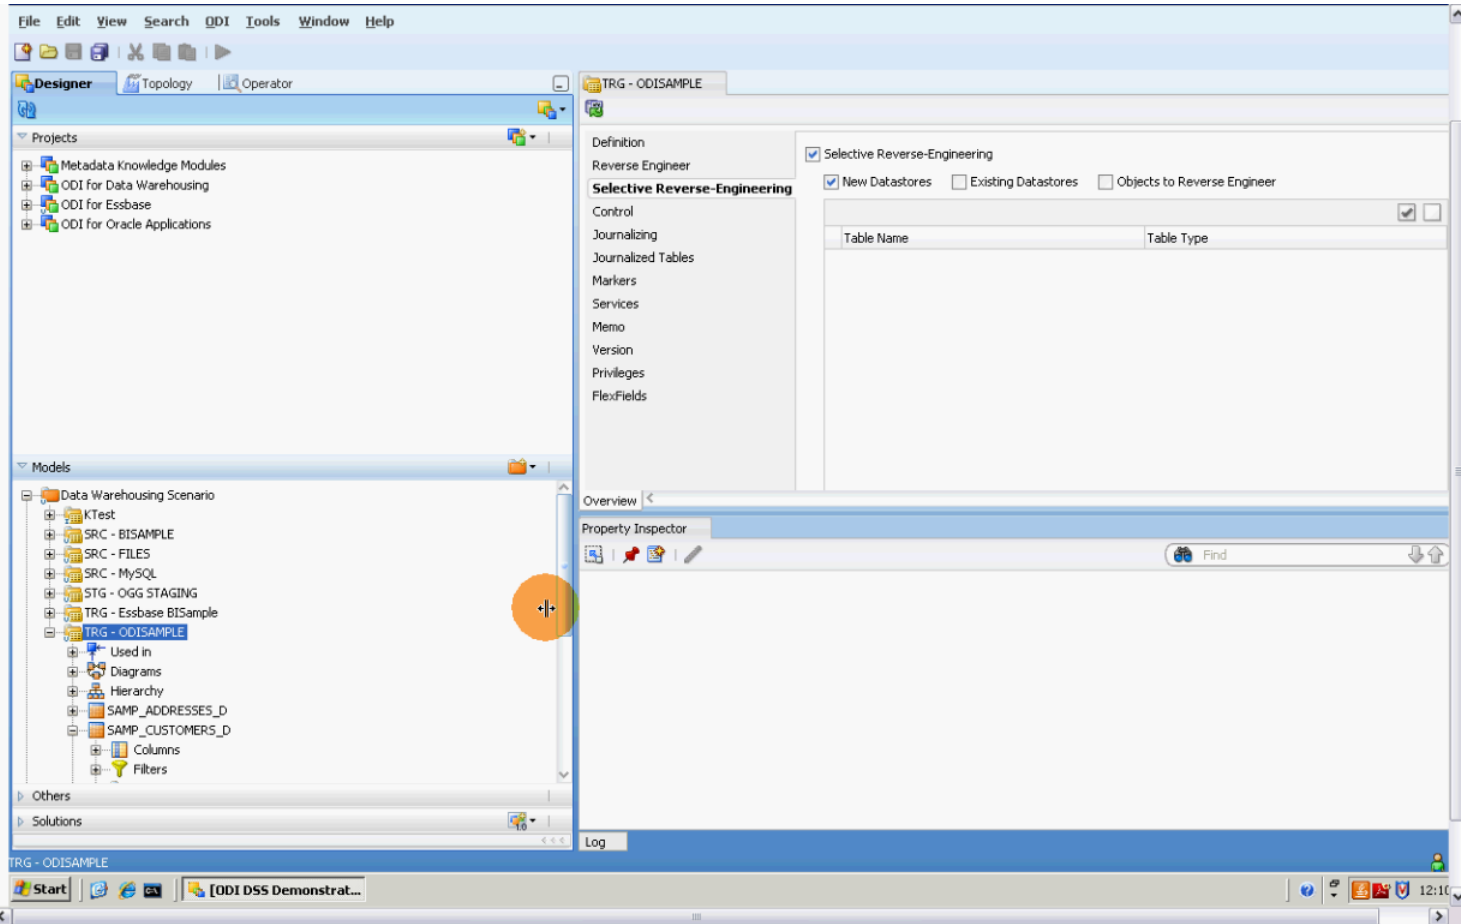 File Edit View Search ODI Tools Window Help
Designer Topology Operator
Projects
Metadata Knowledge Modules
ODI for Data Warehousing
ODI for Essbase
ODI for Oracle Applications
Models
Data Warehousing Scenario
KTest
SRC - BISAMPLE
SRC - FILES
SRC - MySQL
STG - OGG STAGING
TRG - Essbase BISample
TRG - ODISAMPLE
Used in
Diagrams
Hierarchy
SAMP_ADDRESSES_D
SAMP_CUSTOMERS_D
Columns
Filters
Others
Solutions
1.0
TRG - ODISAMPLE
Definition
Reverse Engineer
Selective Reverse-Engineering
Control
Journalizing
Journalized Tables
Markers
Services
Memo
Version
Privileges
FlexFields
Selective Reverse-Engineering
New Datastores Existing Datastores Objects to Reverse Engineer
Table Name Table Type
Overview
Property Inspector
Find
Log
TRG - ODISAMPLE
Start [ODI DSS Demonstrat... 12:10